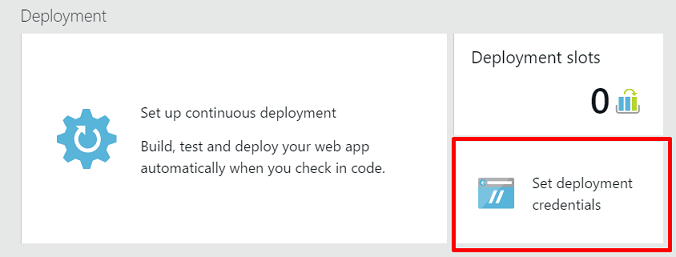 Deployment
Set up continuous deployment
Build, test and deploy your web app
automatically when you check in code.
Deployment slots
0
Set deployment
credentials